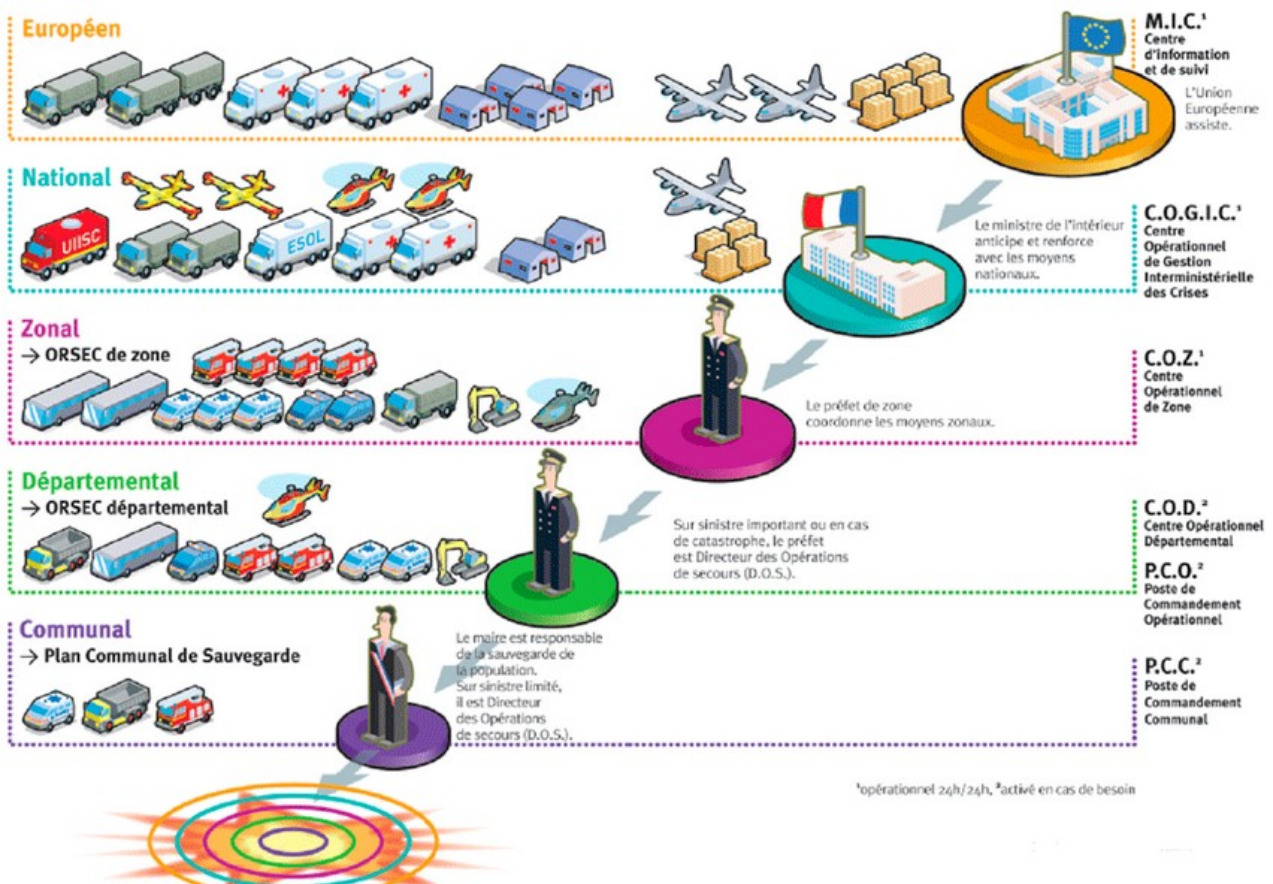 Européen
M.I.C.¹
Centre
d'information
et de suivi
L'Union
Européenne
assiste.
National
UIISC
ESOL
Le ministre de l'intérieur
anticipe et renforce
avec les moyens
nationaux.
C.O.G.I.C.¹
Centre
Opérationnel
de Gestion
Interministérielle
des Crises
Zonal
→ ORSEC de zone
Le préfet de zone
coordonne les moyens zonaux.
C.O.Z.¹
Centre
Opérationnel
de Zone
Départemental
→ ORSEC départemental
Sur sinistre important ou en cas
de catastrophe, le préfet
est Directeur des Opérations
de secours (D.O.S.).
C.O.D.²
Centre Opérationnel
Départemental
P.C.O.²
Poste de
Commandement
Opérationnel
Communal
→ Plan Communal de Sauvegarde
Le maire est responsable
de la sauvegarde de
la population.
Sur sinistre limité,
il est Directeur
des Opérations
de secours (D.O.S.).
P.C.C.²
Poste de
Commandement
Communal
¹opérationnel 24h/24h, ²activé en cas de besoin